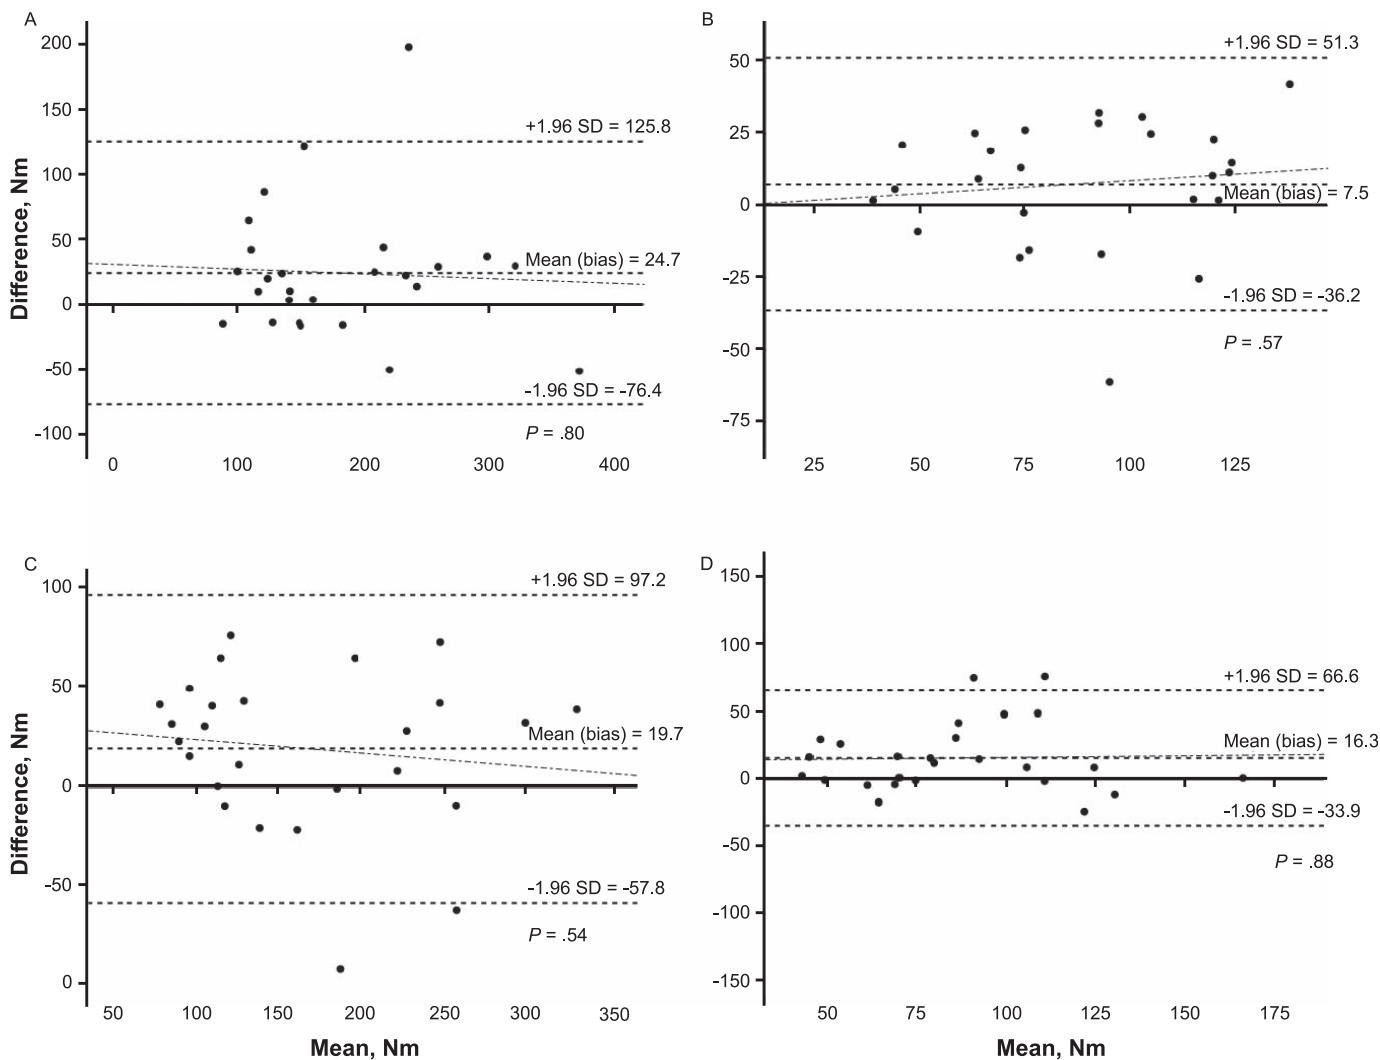 A
200
150
100
50
0
-50
-100
Difference, Nm
+1.96 SD = 125.8
Mean (bias) = 24.7
-1.96 SD = -76.4
P = .80
0 100 200 300 400
B
50
25
0
-25
-50
-75
+1.96 SD = 51.3
Mean (bias) = 7.5
-1.96 SD = -36.2
P = .57
25 50 75 100 125
C
100
50
0
-50
0
Difference, Nm
+1.96 SD = 97.2
Mean (bias) = 19.7
-1.96 SD = -57.8
P = .54
50 100 150 200 250 300 350
Mean, Nm
D
150
100
50
0
-50
-100
-150
+1.96 SD = 66.6
Mean (bias) = 16.3
-1.96 SD = -33.9
P = .88
50 75 100 125 150 175
Mean, Nm